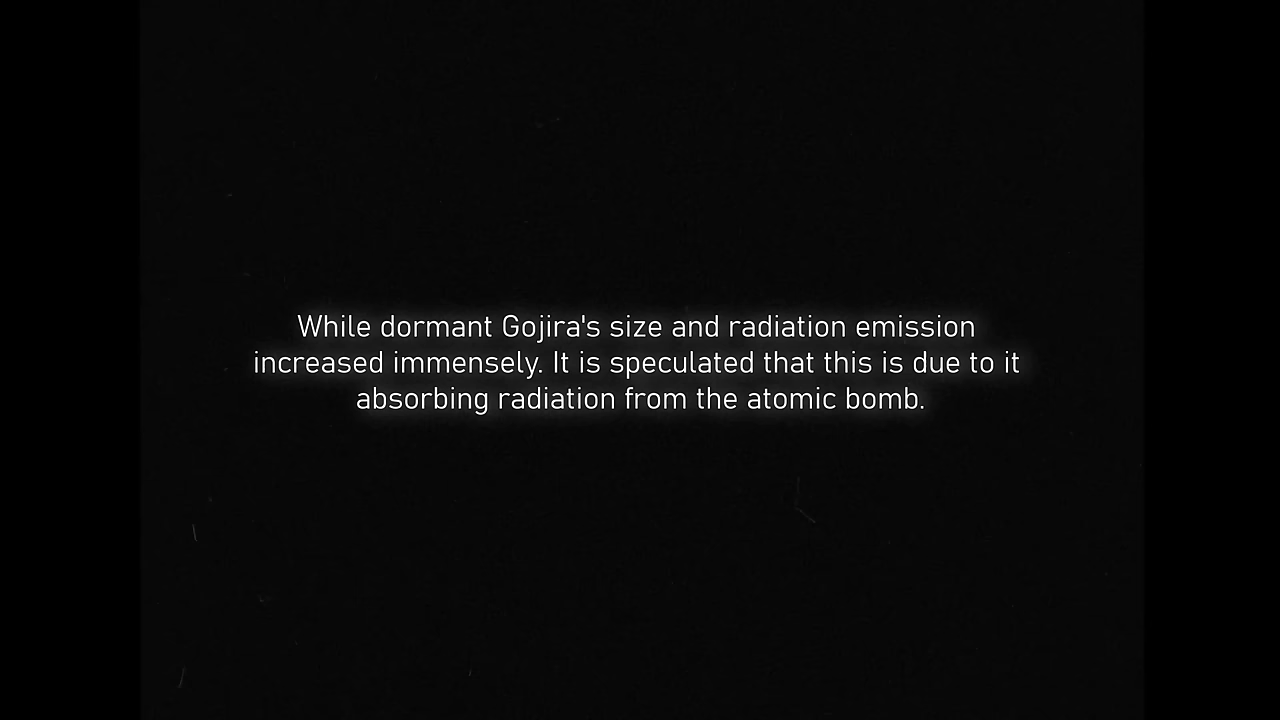 While dormant Gojira's size and radiation emission
increased immensely. It is speculated that this is due to it
absorbing radiation from the atomic bomb.